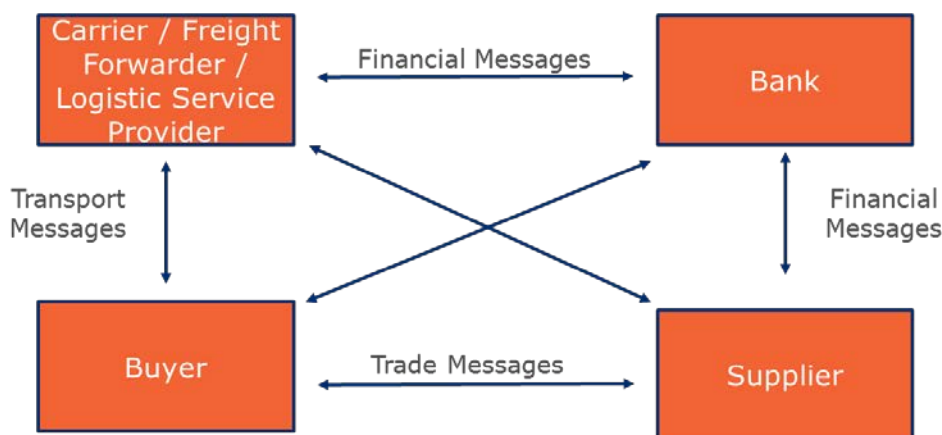 Carrier / Freight
Forwarder /
Logistic Service
Provider
Financial Messages
Bank
Transport
Messages
Financial
Messages
Buyer
Trade Messages
Supplier